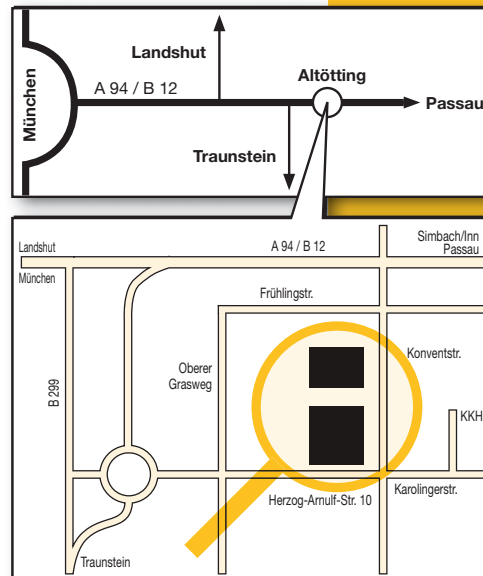 Landshut
München
A 94 / B 12
Altötting
Passau
Traunstein
Landshut
A 94 / B 12
Simbach/Inn
Passau
München
Frühlingstr.
B 299
Oberer
Grasweg
Konventstr.
KKH
Herzog-Arnulf-Str. 10
Karolingerstr.
Traunstein